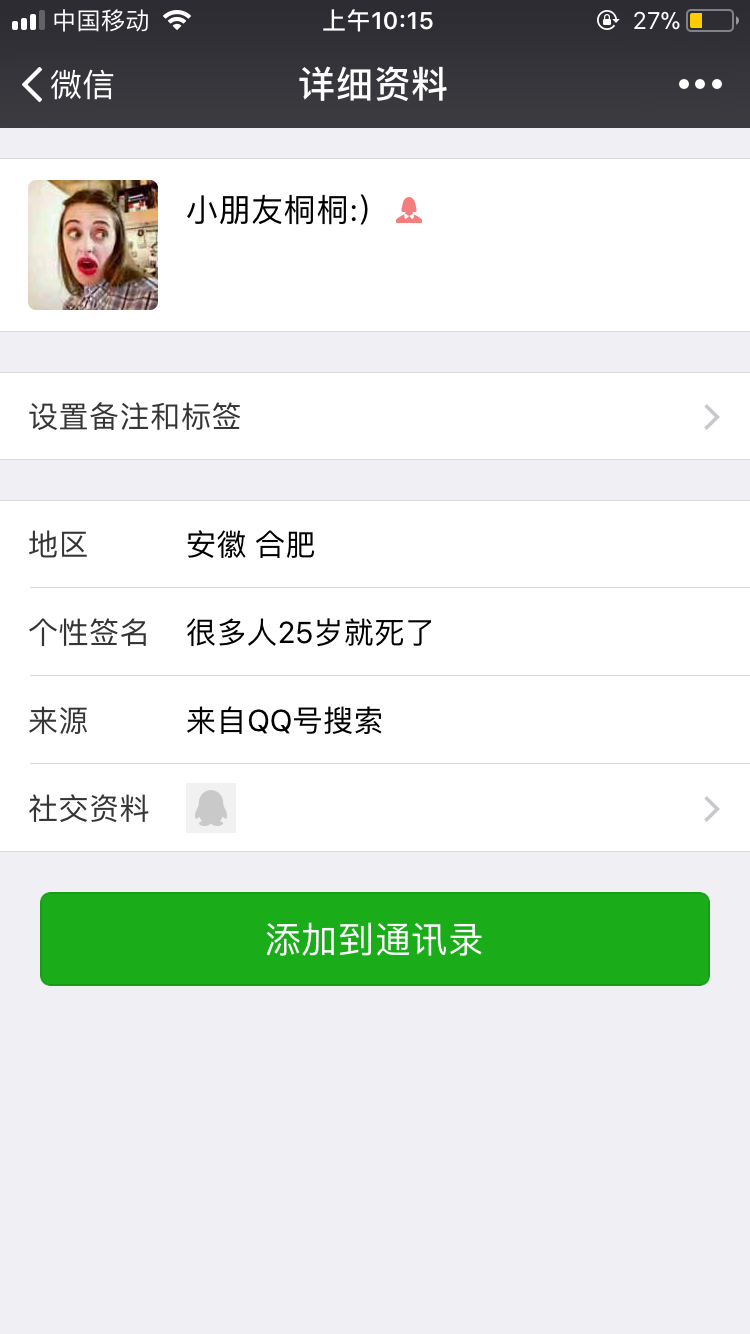 中国移动 上午10:15 27%
微信 详细资料
小朋友桐桐:)
设置备注和标签
地区 安徽 合肥
个性签名 很多人25岁就死了
来源 来自QQ号搜索
社交资料
添加到通讯录